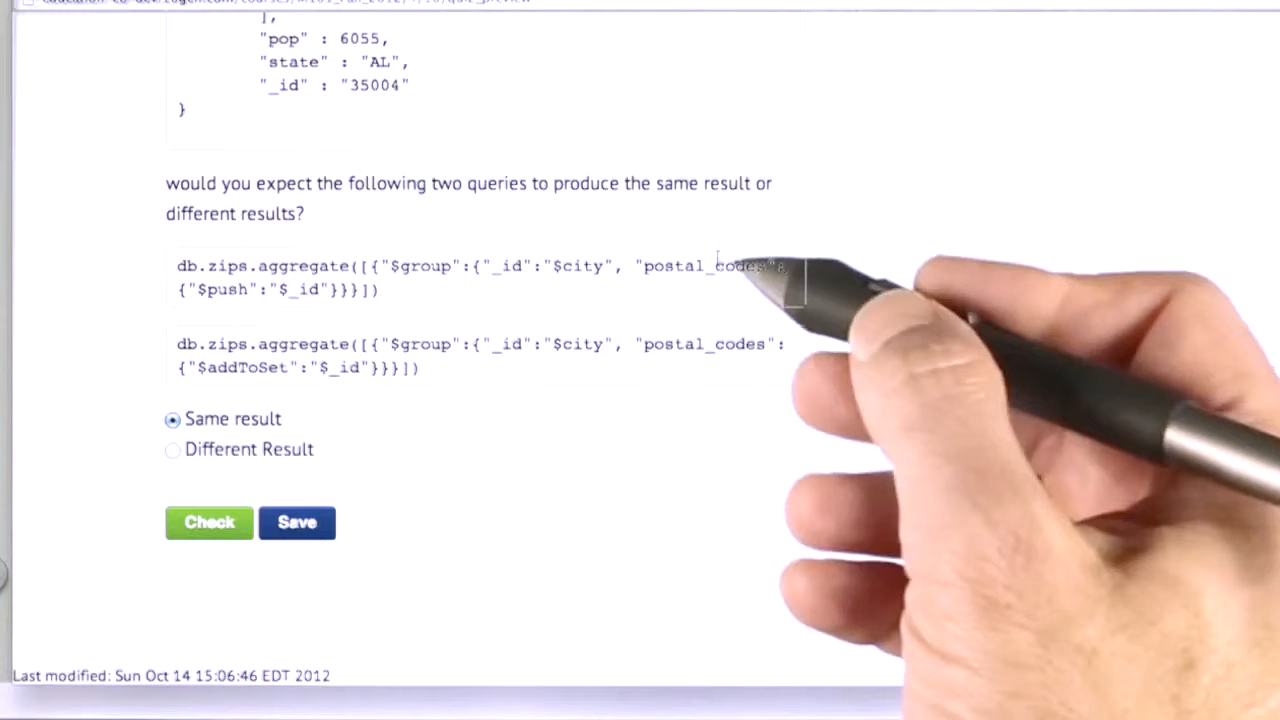 ],
"pop" : 6055,
"state" : "AL",
"_id" : "35004"
}
would you expect the following two queries to produce the same result or
different results?
db.zips.aggregate([{"$group":{"_id":"$city", "postal_codes":
{"$push":"$_id"}}}])
db.zips.aggregate([{"$group":{"_id":"$city", "postal_codes":
{"$addToSet":"$_id"}}}])
Same result
Different Result
Check Save
Last modified: Sun Oct 14 15:06:46 EDT 2012